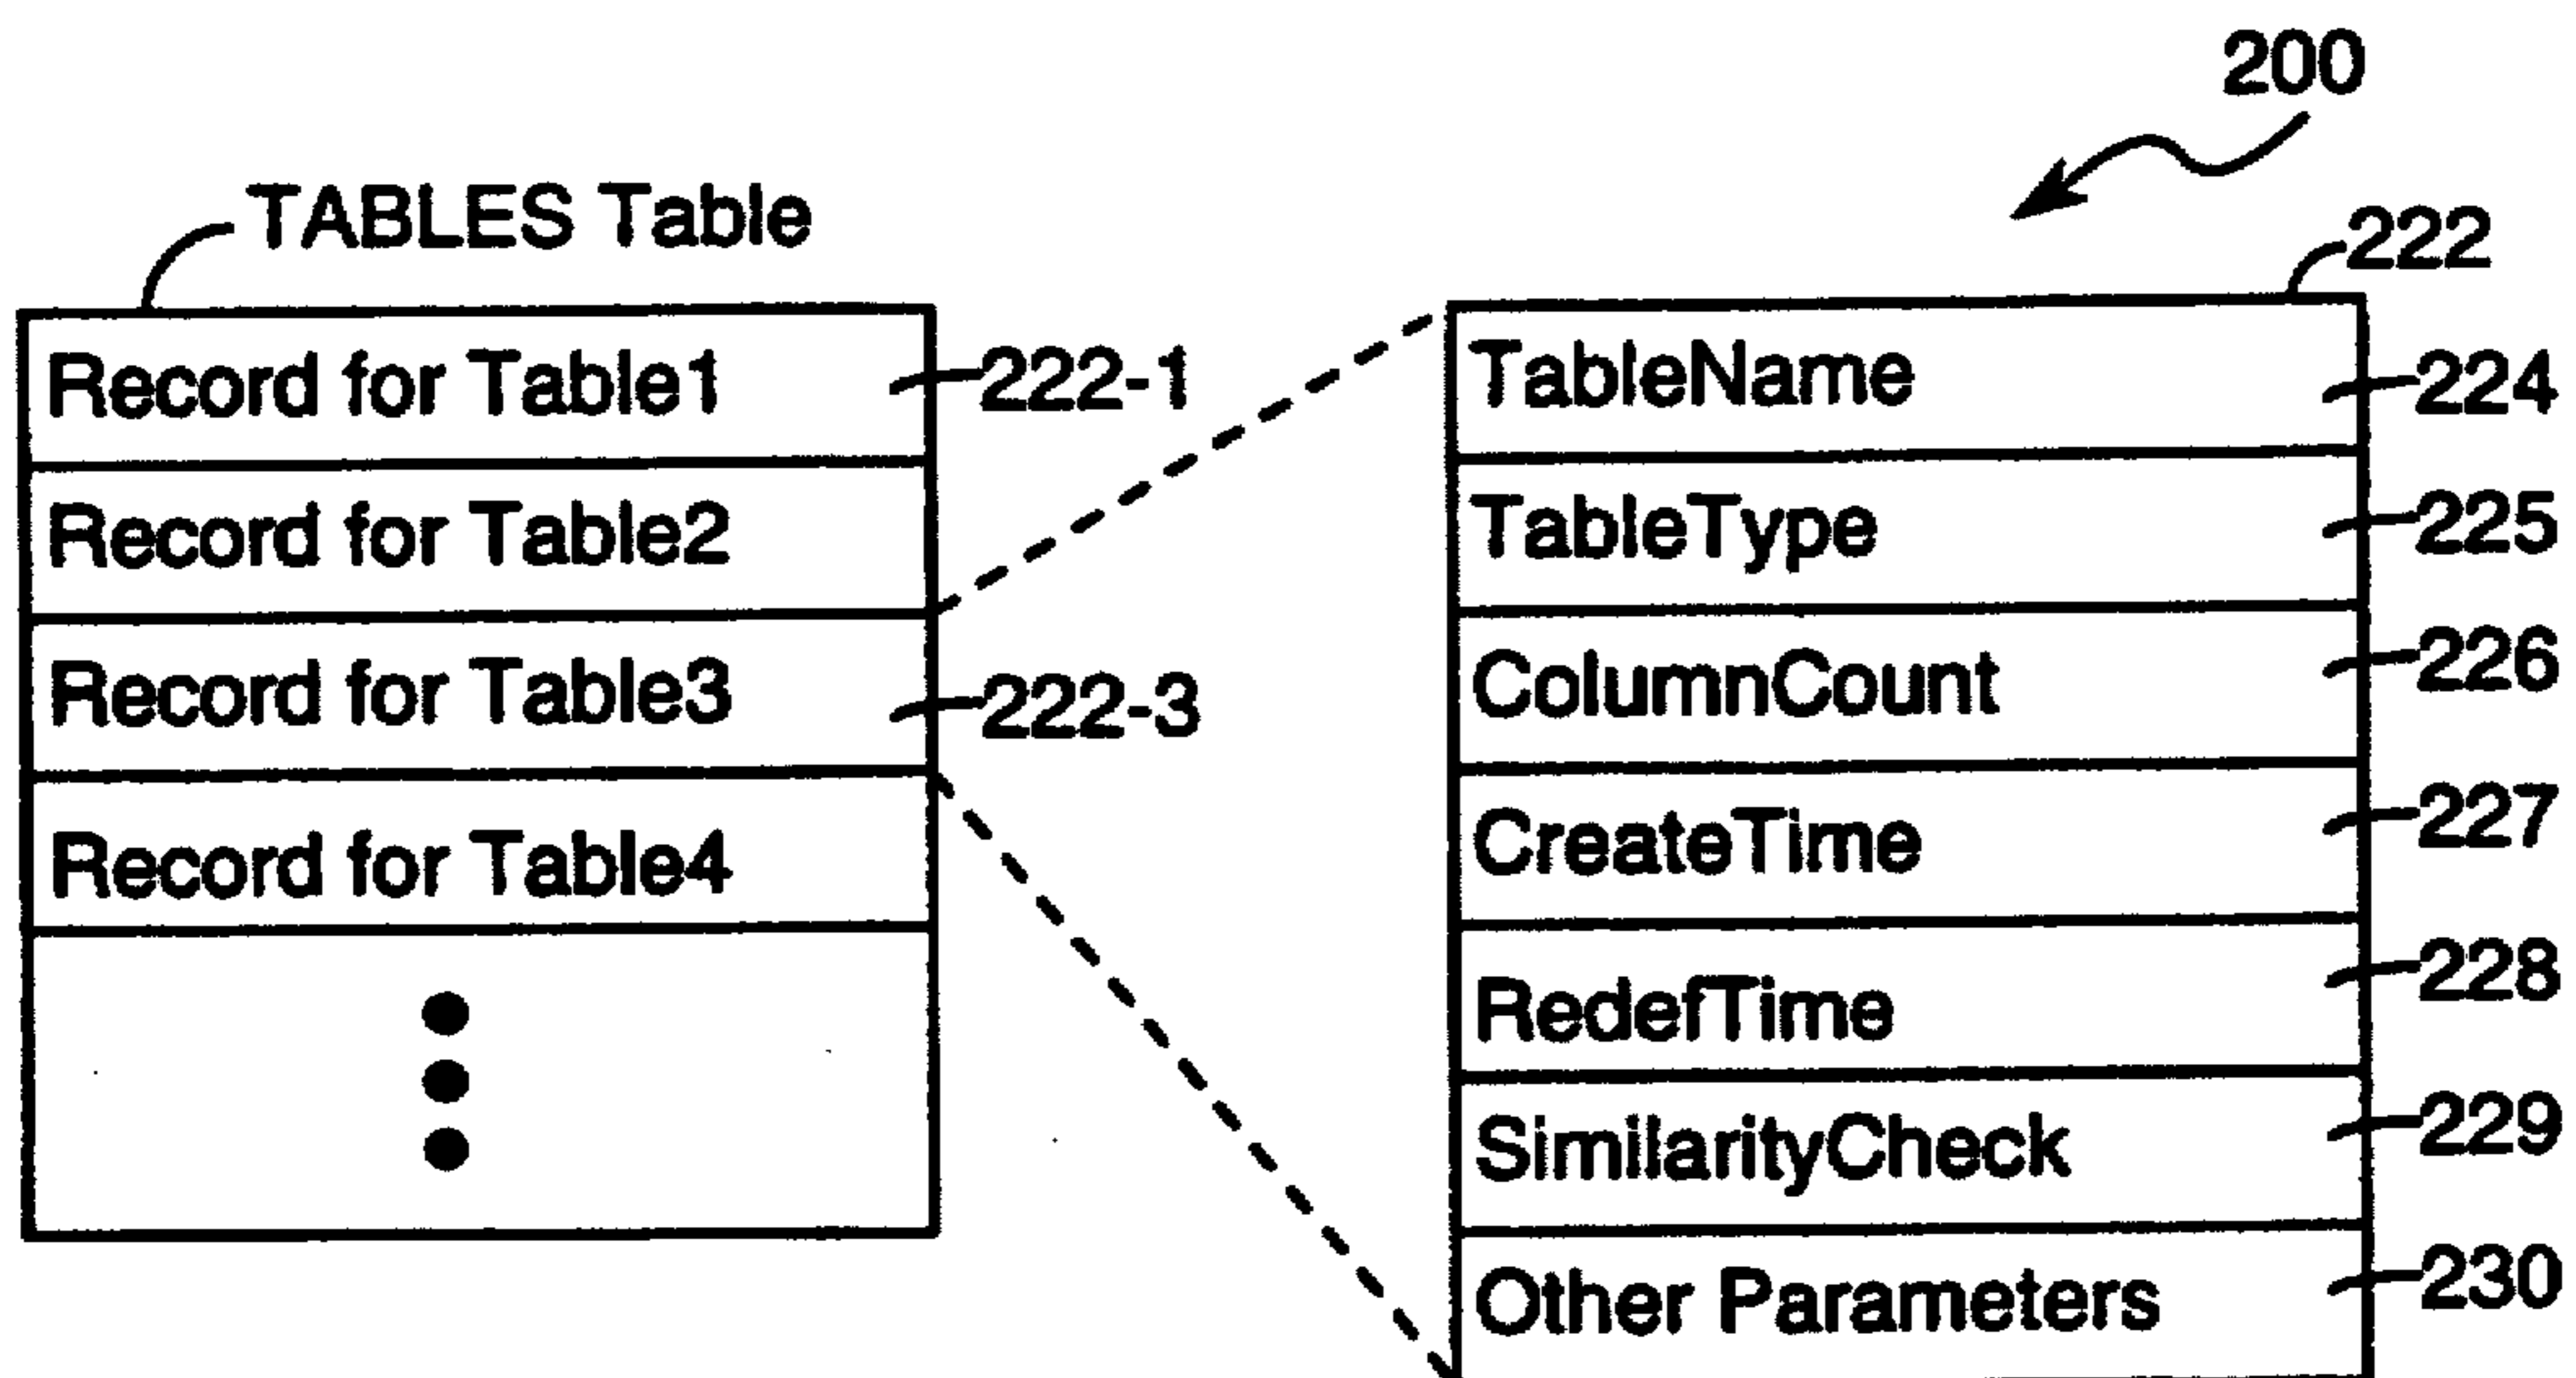 200
TABLES Table
222
Record for Table1
222-1
Record for Table2
Record for Table3
222-3
Record for Table4
TableName
224
TableType
225
ColumnCount
226
CreateTime
227
RedefTime
228
SimilarityCheck
229
Other Parameters
230